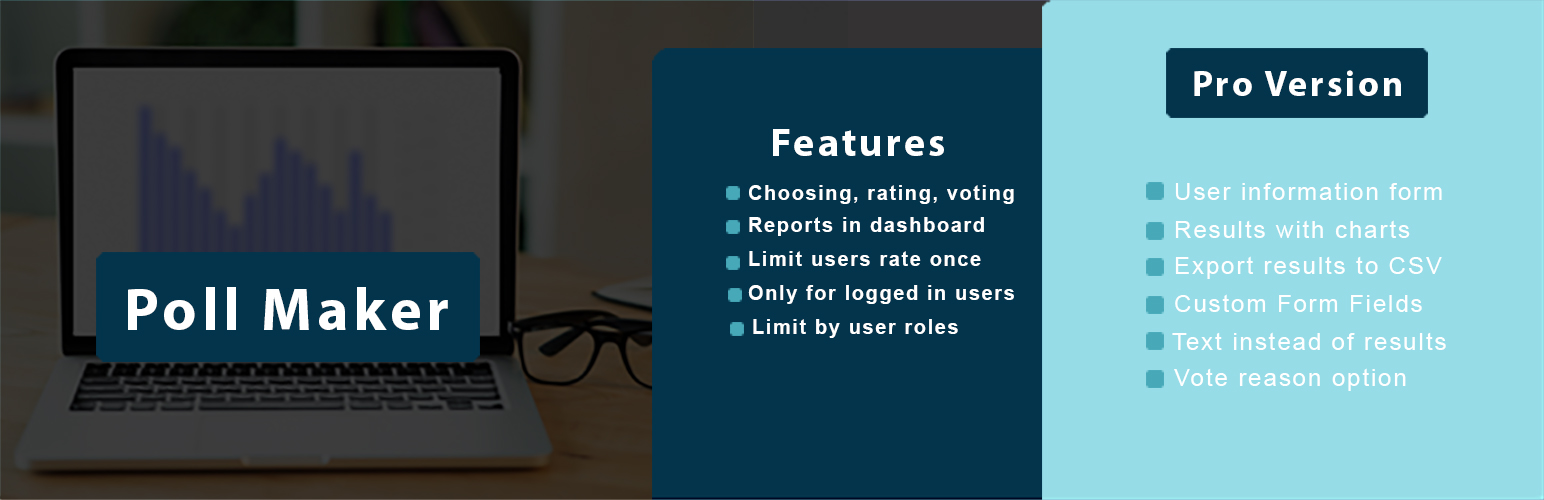 Poll Maker
Features
Choosing, rating, voting
Reports in dashboard
Limit users rate once
Only for logged in users
Limit by user roles
Pro Version
User information form
Results with charts
Export results to CSV
Custom Form Fields
Text instead of results
Vote reason option